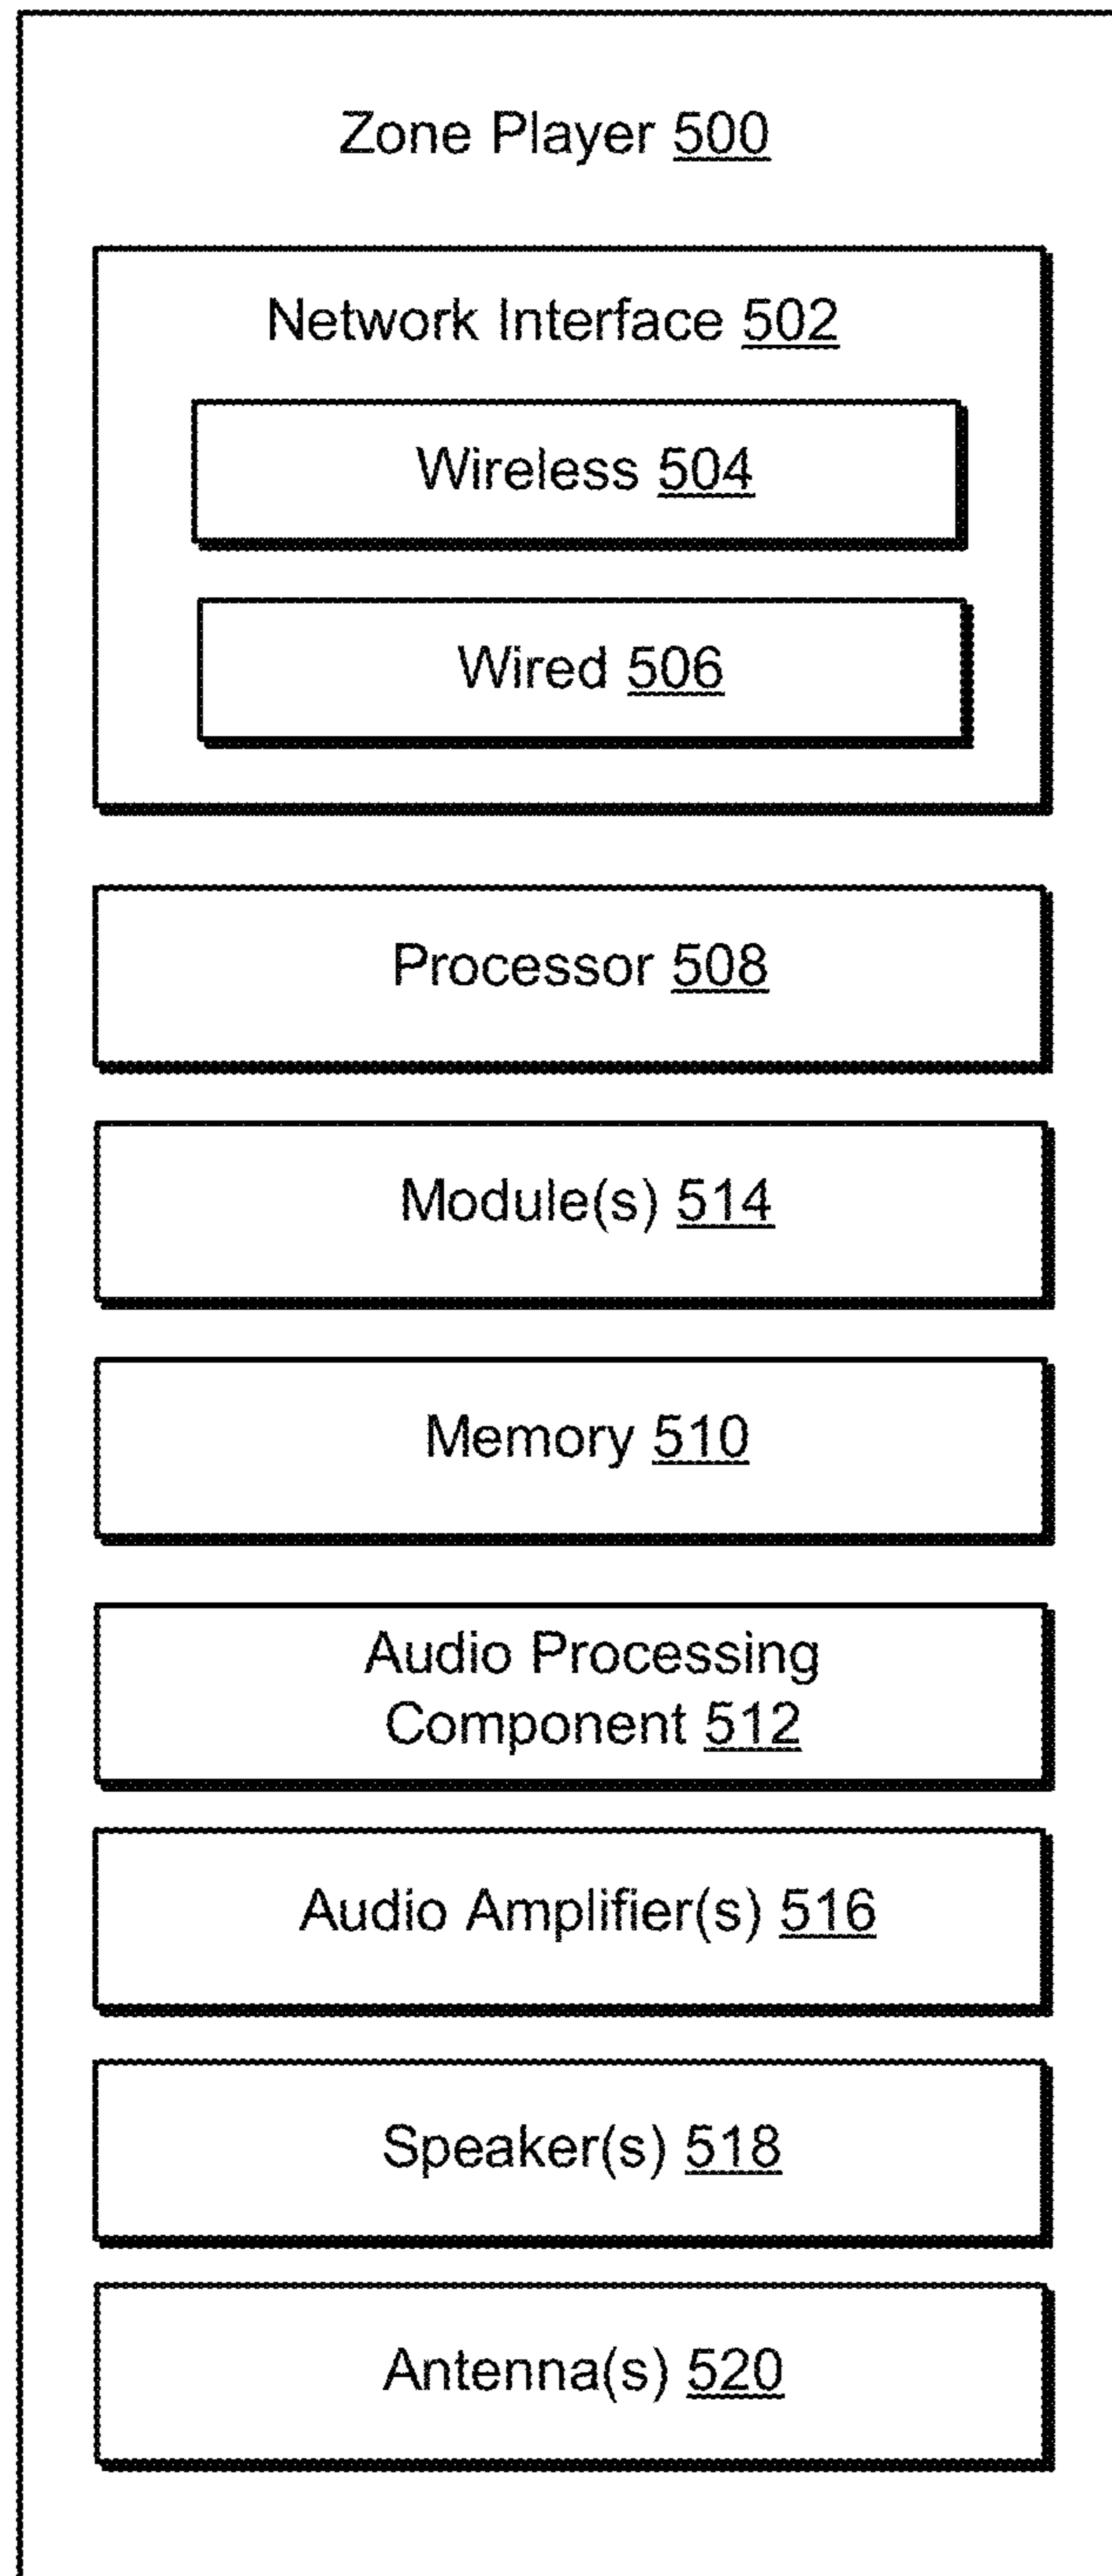 Zone Player 500
Network Interface 502
Wireless 504
Wired 506
Processor 508
Module(s) 514
Memory 510
Audio Processing
Component 512
Audio Amplifier(s) 516
Speaker(s) 518
Antenna(s) 520